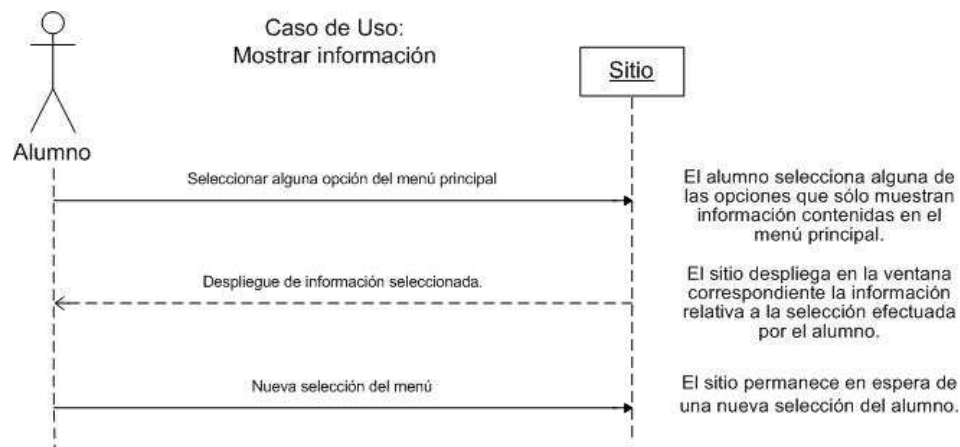 Caso de Uso:
Mostrar información
Sitio
Alumno
Seleccionar alguna opción del menú principal
El alumno selecciona alguna de
las opciones que sólo muestran
información contenidas en el
menú principal.
Despliegue de información seleccionada.
El sitio despliega en la ventana
correspondiente la información
relativa a la selección efectuada
por el alumno.
Nueva selección del menú
El sitio permanece en espera de
una nueva selección del alumno.